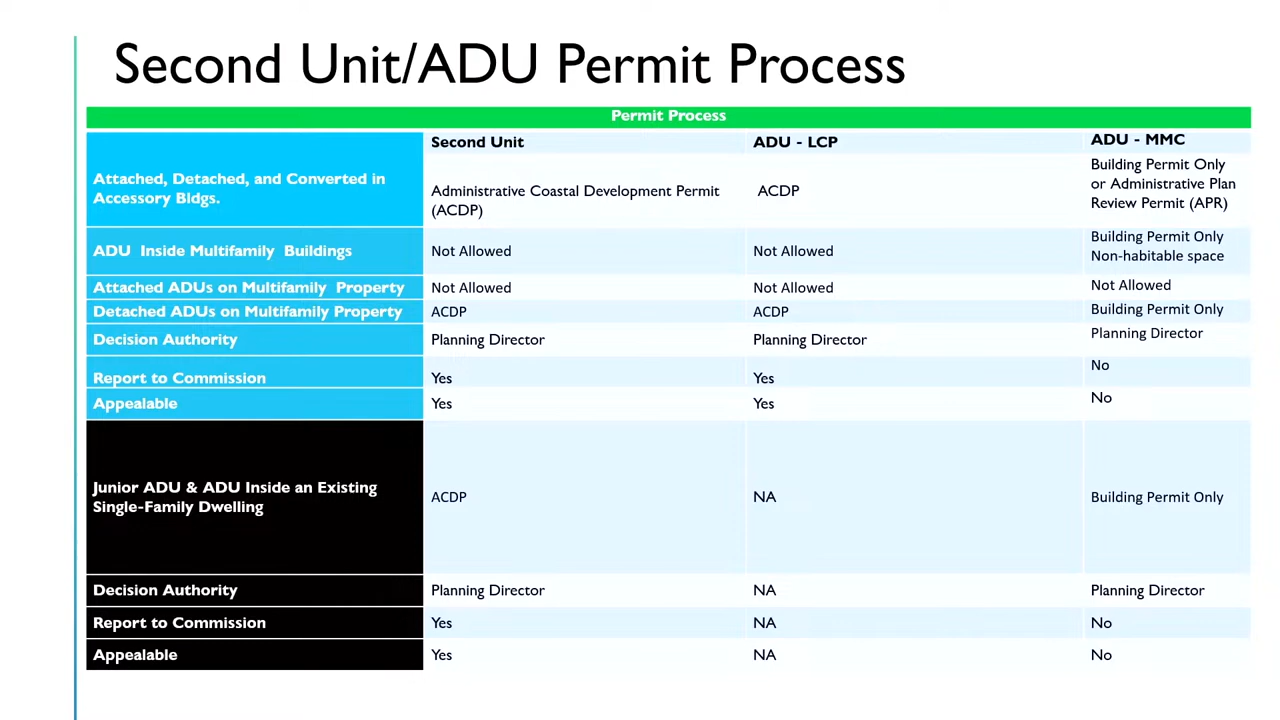 Second Unit/ADU Permit Process
Permit Process
Second Unit
ADU - LCP
ADU - MMC
Attached, Detached, and Converted in
Accessory Bldgs.
Administrative Coastal Development Permit
(ACDP)
ACDP
Building Permit Only
or Administrative Plan
Review Permit (APR)
ADU Inside Multifamily Buildings
Not Allowed
Not Allowed
Building Permit Only
Non-habitable space
Attached ADUs on Multifamily Property
Not Allowed
Not Allowed
Not Allowed
Detached ADUs on Multifamily Property
ACDP
ACDP
Building Permit Only
Decision Authority
Planning Director
Planning Director
Planning Director
Report to Commission
Yes
Yes
No
Appealable
Yes
Yes
No
Junior ADU & ADU Inside an Existing
Single-Family Dwelling
ACDP
NA
Building Permit Only
Decision Authority
Planning Director
NA
Planning Director
Report to Commission
Yes
NA
No
Appealable
Yes
NA
No